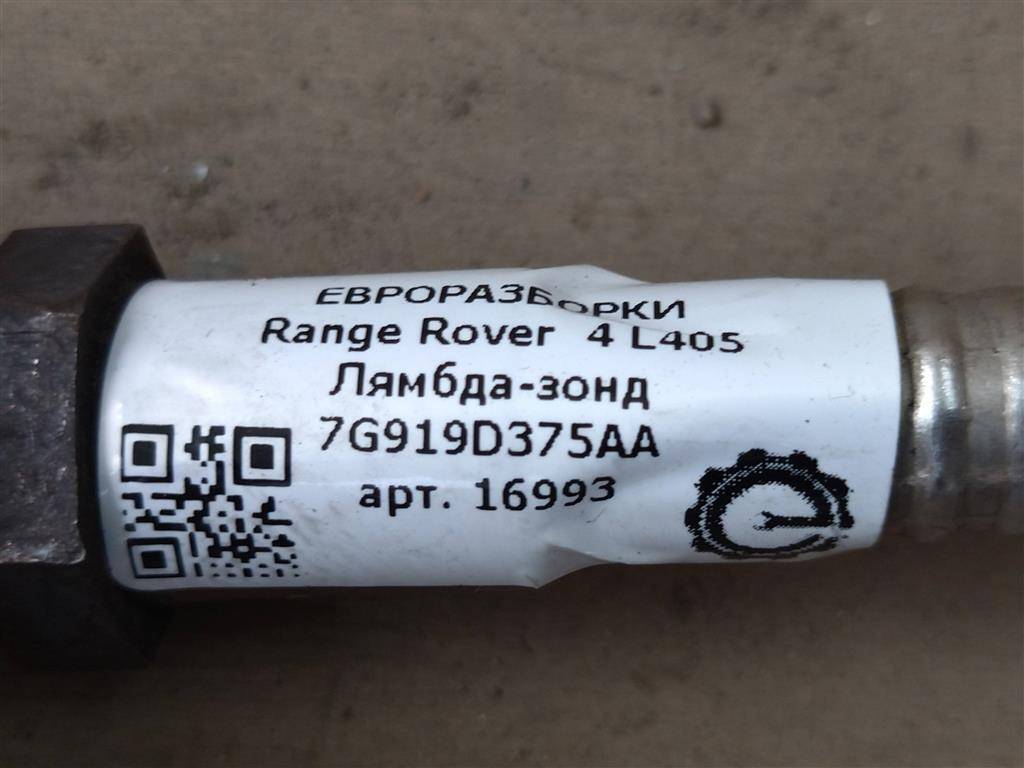 ЕВРОРАЗБОРКИ
Range Rover 4 L405
Лямбда-зонд
7G919D375AA
арт. 16993